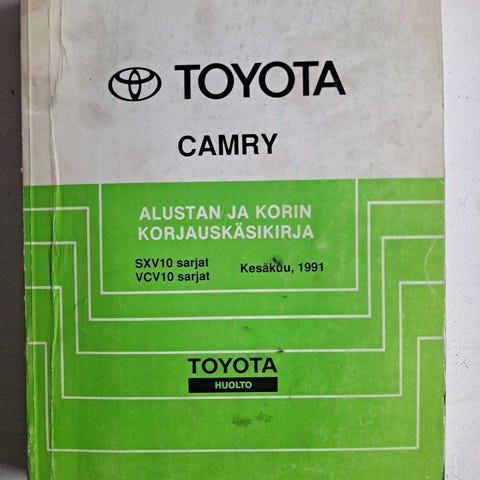 TOYOTA
CAMRY
ALUSTAN JA KORIN
KORJAUSKÄSIKIRJA
SXV10 sarjat
VCV10 sarjat
Kesäkuu, 1991
TOYOTA
HUOLTO